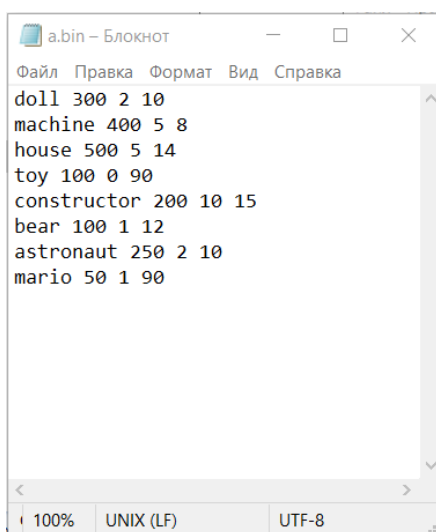 a.bin – Блокнот
Файл Правка Формат Вид Справка
doll 300 2 10
machine 400 5 8
house 500 5 14
toy 100 0 90
constructor 200 10 15
bear 100 1 12
astronaut 250 2 10
mario 50 1 90
100% UNIX (LF) UTF-8